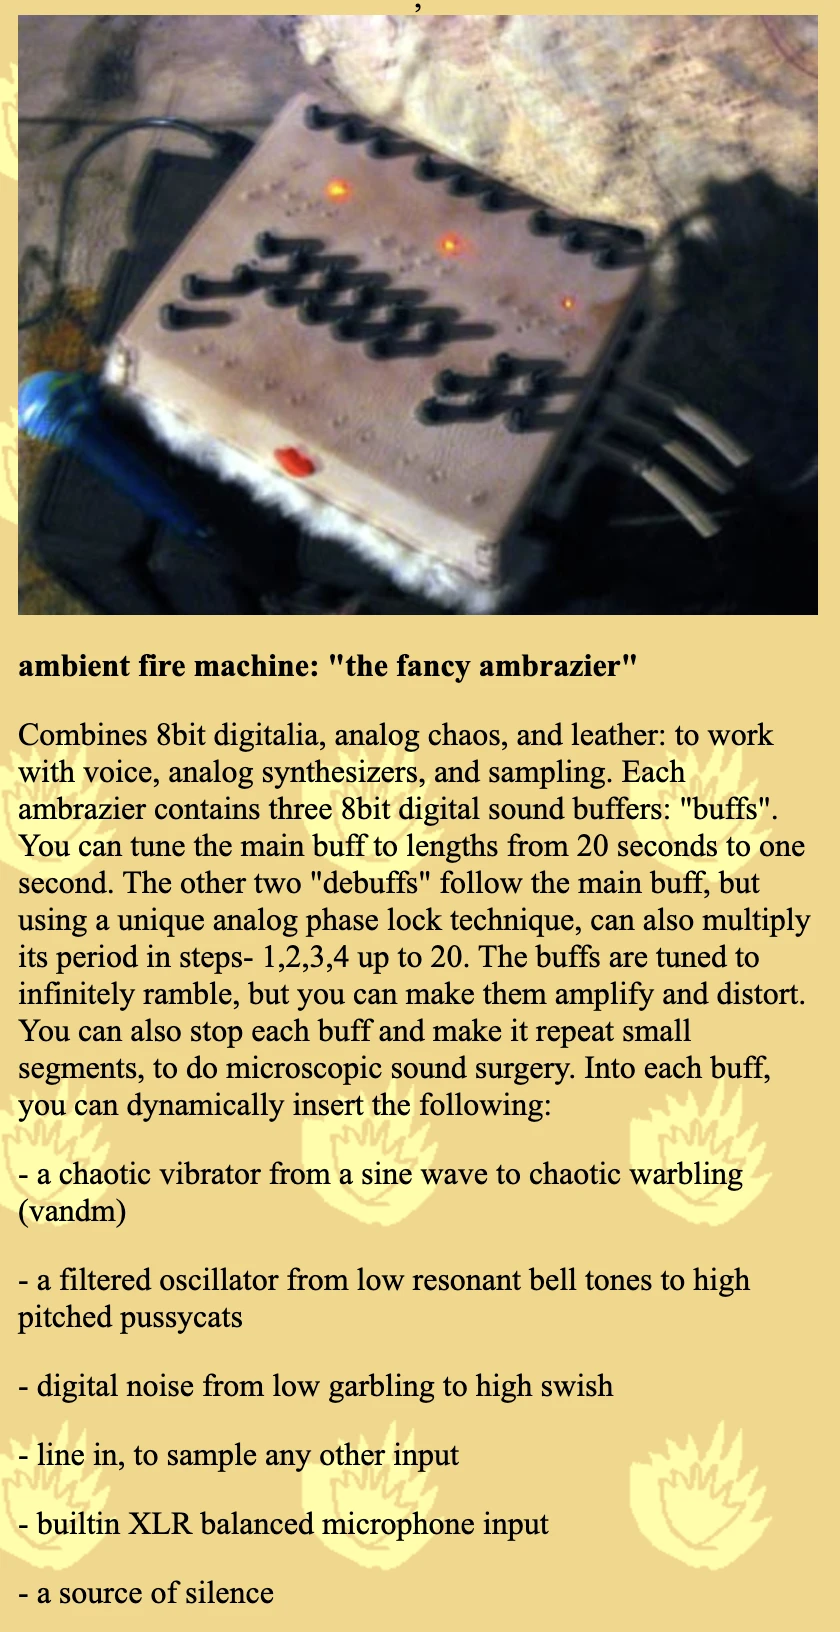 ,
ambient fire machine: "the fancy ambrazier"
Combines 8bit digitalia, analog chaos, and leather: to work
with voice, analog synthesizers, and sampling. Each
ambrazier contains three 8bit digital sound buffers: "buffs".
You can tune the main buff to lengths from 20 seconds to one
second. The other two "debuffs" follow the main buff, but
using a unique analog phase lock technique, can also multiply
its period in steps- 1,2,3,4 up to 20. The buffs are tuned to
infinitely ramble, but you can make them amplify and distort.
You can also stop each buff and make it repeat small
segments, to do microscopic sound surgery. Into each buff,
you can dynamically insert the following:
- a chaotic vibrator from a sine wave to chaotic warbling
(vandm)
- a filtered oscillator from low resonant bell tones to high
pitched pussycats
- digital noise from low garbling to high swish
- line in, to sample any other input
- builtin XLR balanced microphone input
- a source of silence